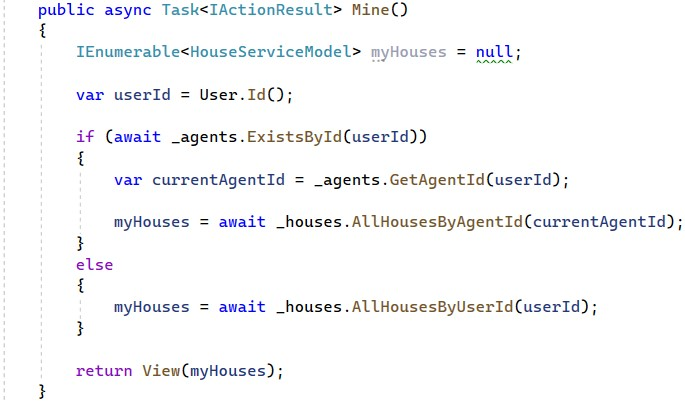 public async Task<IActionResult> Mine()
{
IEnumerable<HouseServiceModel> myHouses = null;
var userId = User.Id();
if (await _agents.ExistsById(userId))
{
var currentAgentId = _agents.GetAgentId(userId);
myHouses = await _houses.AllHousesByAgentId(currentAgentId);
}
else
{
myHouses = await _houses.AllHousesByUserId(userId);
}
return View(myHouses);
}